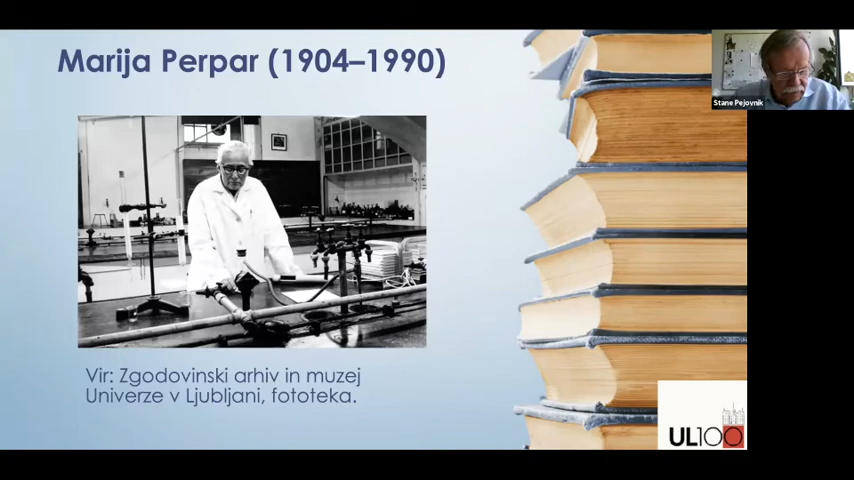 Marija Perpar (1904–1990)
Stane Pejovnik
Vir: Zgodovinski arhiv in muzej
Univerze v Ljubljani, fototeka.
UL100